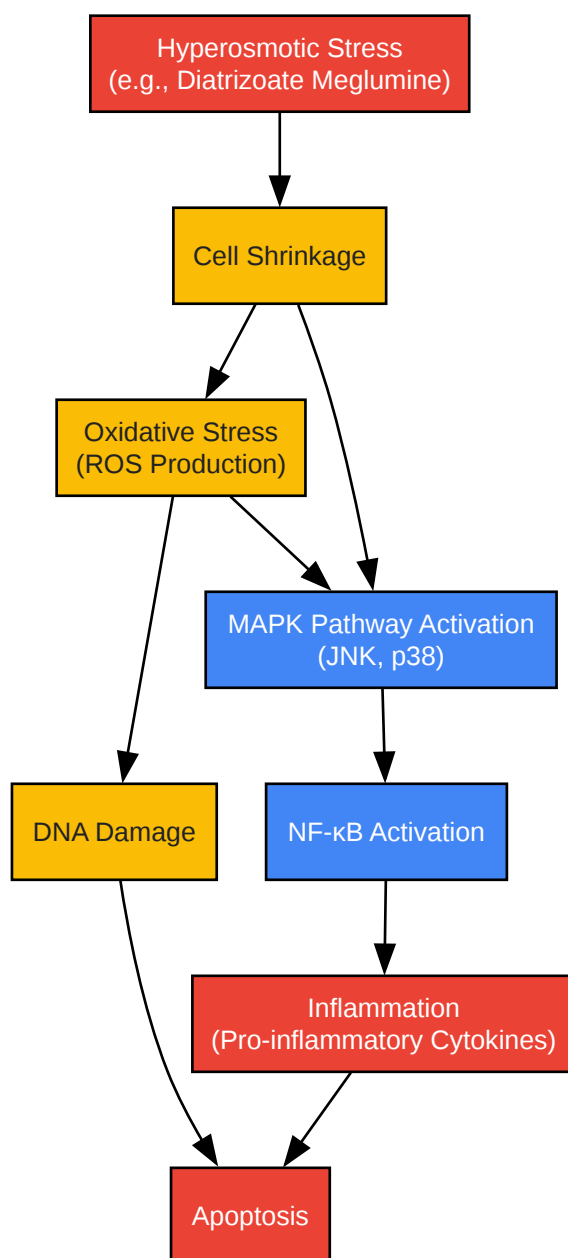 Hyperosmotic Stress
(e.g., Diatrizoate Meglumine)
Cell Shrinkage
Oxidative Stress
(ROS Production)
MAPK Pathway Activation
(JNK, p38)
DNA Damage
NF-κB Activation
Inflammation
(Pro-inflammatory Cytokines)
Apoptosis